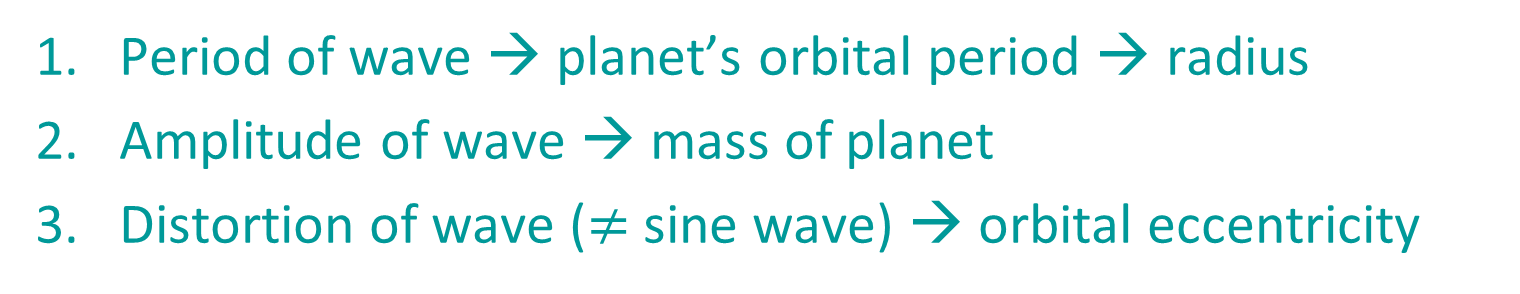 1. Period of wave → planet’s orbital period → radius
2. Amplitude of wave → mass of planet
3. Distortion of wave (≠ sine wave) → orbital eccentricity